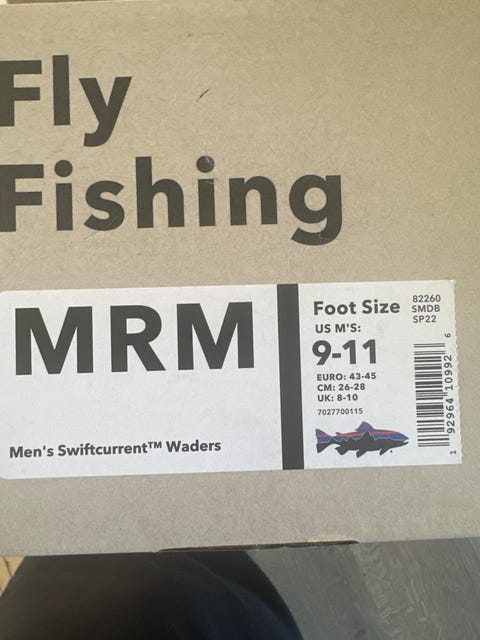 Fly
Fishing
MRM
Men's Swiftcurrent™ Waders
Foot Size
US M'S:
9-11
EURO: 43-45
CM: 26-28
UK: 8-10
7027700115
82260
SMDB
SP22
1 92964 10992 6